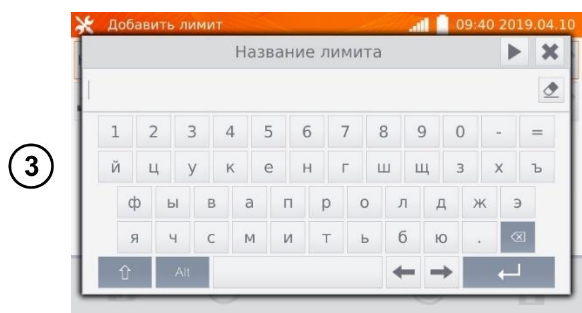 Добавить лимит 09:40 2019.04.10
Название лимита
1 2 3 4 5 6 7 8 9 0 - =
й ц у к е н г ш щ з х ъ
3
ф ы в а п р о л д ж э
я ч с м и т ь б ю .
Alt